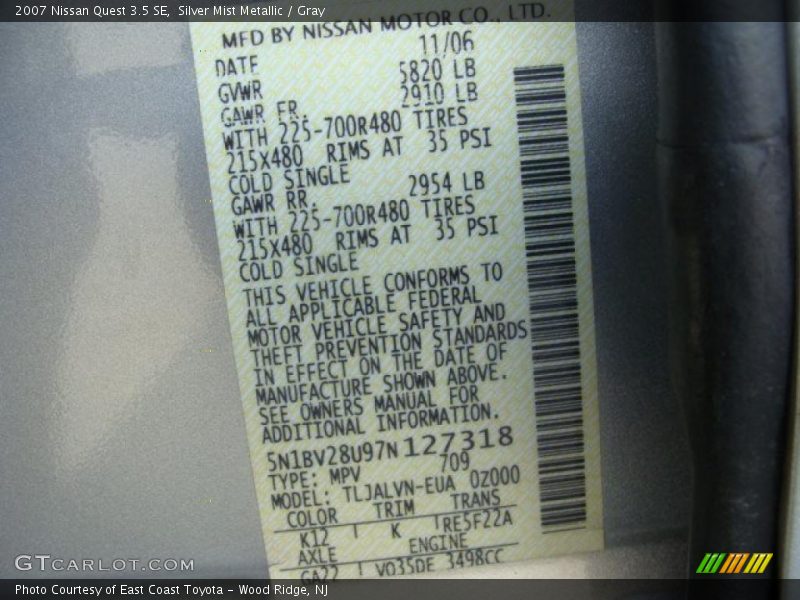 2007 Nissan Quest 3.5 SE, Silver Mist Metallic / Gray
MFD BY NISSAN MOTOR CO., LTD.
DATE 11/06
GVWR 5820 LB
GAWR FR. 2910 LB
WITH 225-700R480 TIRES
215X480 RIMS AT 35 PSI
COLD SINGLE
GAWR RR. 2954 LB
WITH 225-700R480 TIRES
215X480 RIMS AT 35 PSI
COLD SINGLE
THIS VEHICLE CONFORMS TO
ALL APPLICABLE FEDERAL
MOTOR VEHICLE SAFETY AND
THEFT PREVENTION STANDARDS
IN EFFECT ON THE DATE OF
MANUFACTURE SHOWN ABOVE.
SEE OWNERS MANUAL FOR
ADDITIONAL INFORMATION.
5N1BV28U97N127318
TYPE: MPV 709
MODEL: TLJALVN-EUA 0Z000
COLOR TRIM TRANS
K12 K RE5F22A
AXLE ENGINE
GA22 VQ35DE 3498CC
GTCARLOT.COM
Photo Courtesy of East Coast Toyota – Wood Ridge, NJ